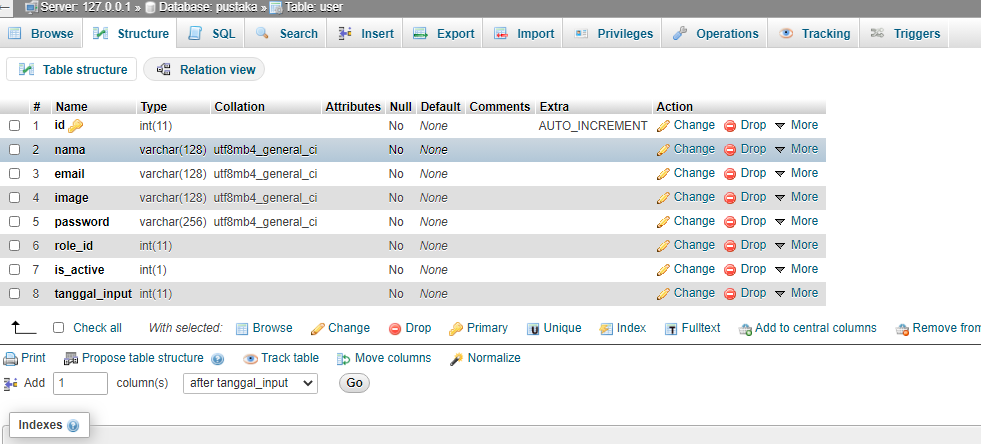 Server: 127.0.0.1 » Database: pustaka » Table: user
Browse Structure SQL Search Insert Export Import Privileges Operations Tracking Triggers
Table structure Relation view
# Name Type Collation Attributes Null Default Comments Extra Action
1 id int(11) No None AUTO_INCREMENT Change Drop More
2 nama varchar(128) utf8mb4_general_ci No None Change Drop More
3 email varchar(128) utf8mb4_general_ci No None Change Drop More
4 image varchar(128) utf8mb4_general_ci No None Change Drop More
5 password varchar(256) utf8mb4_general_ci No None Change Drop More
6 role_id int(11) No None Change Drop More
7 is_active int(1) No None Change Drop More
8 tanggal_input int(11) No None Change Drop More
Check all With selected: Browse Change Drop Primary Unique Index Fulltext Add to central columns Remove from
Print Propose table structure Track table Move columns Normalize
Add 1 column(s) after tanggal_input Go
Indexes